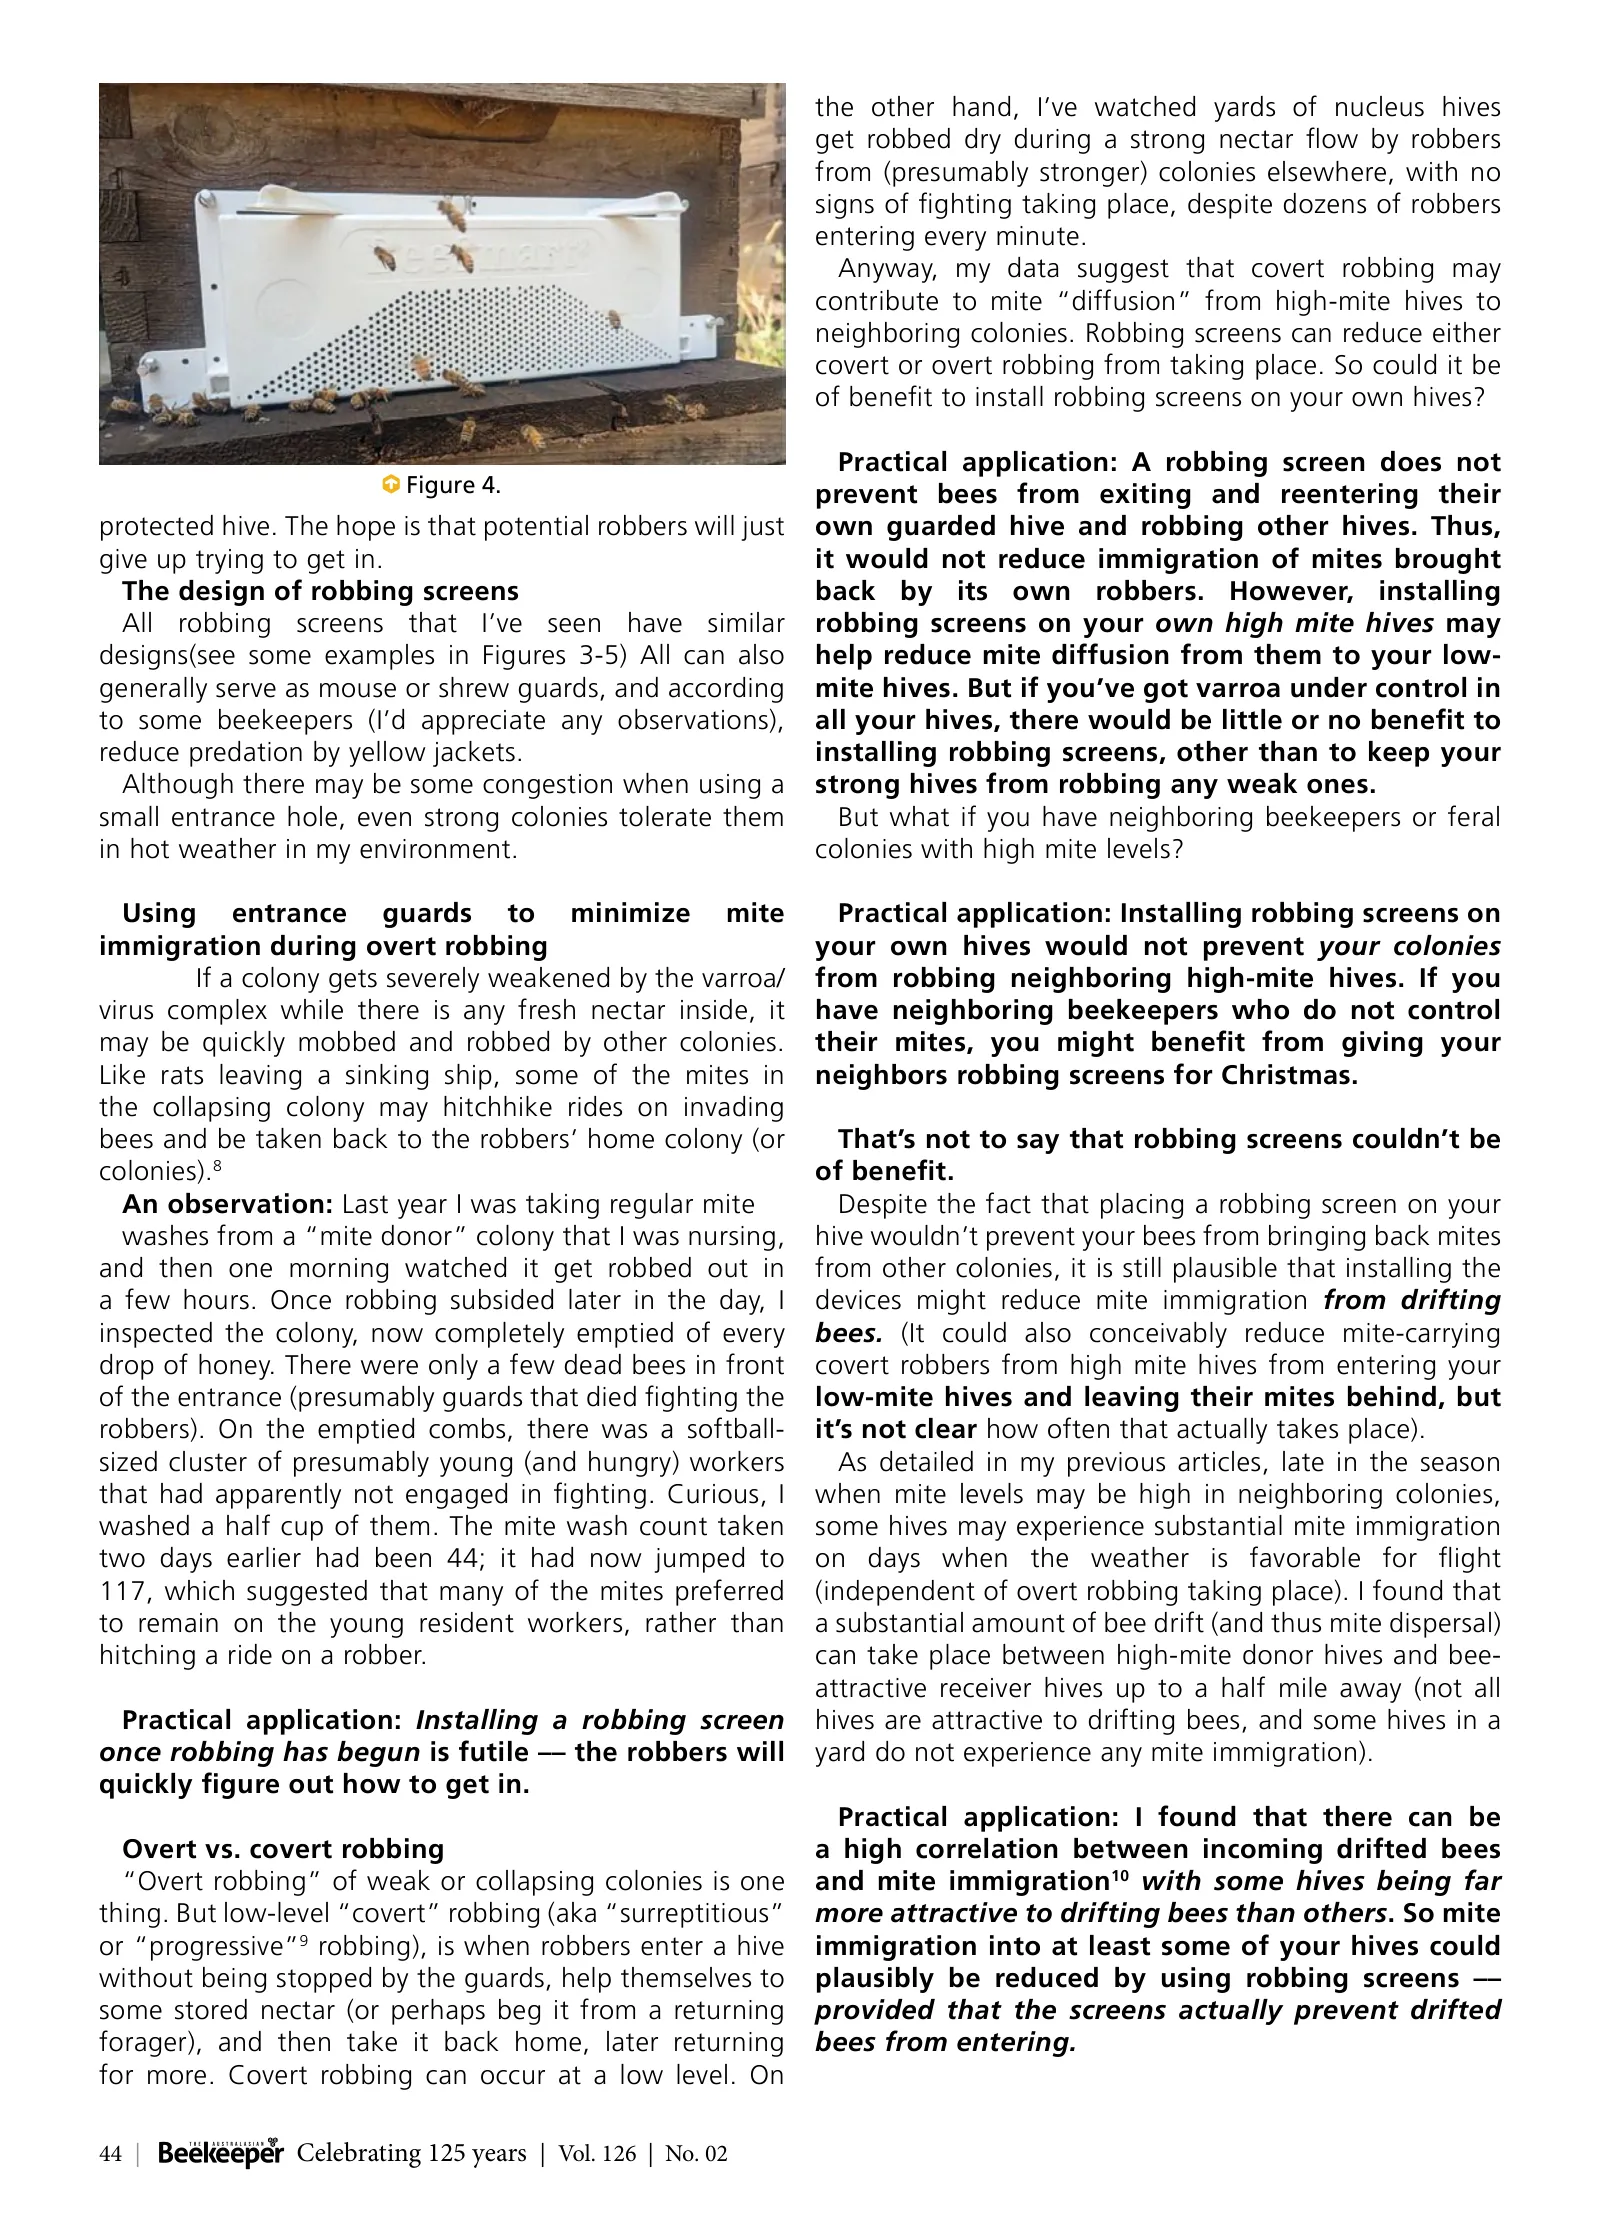 Beesmart®
Figure 4.
protected hive. The hope is that potential robbers will just
give up trying to get in.
The design of robbing screens
All robbing screens that I’ve seen have similar
designs(see some examples in Figures 3-5) All can also
generally serve as mouse or shrew guards, and according
to some beekeepers (I’d appreciate any observations),
reduce predation by yellow jackets.
Although there may be some congestion when using a
small entrance hole, even strong colonies tolerate them
in hot weather in my environment.
Using entrance guards to minimize mite
immigration during overt robbing
If a colony gets severely weakened by the varroa/
virus complex while there is any fresh nectar inside, it
may be quickly mobbed and robbed by other colonies.
Like rats leaving a sinking ship, some of the mites in
the collapsing colony may hitchhike rides on invading
bees and be taken back to the robbers’ home colony (or
colonies).⁸
An observation: Last year I was taking regular mite
washes from a “mite donor” colony that I was nursing,
and then one morning watched it get robbed out in
a few hours. Once robbing subsided later in the day, I
inspected the colony, now completely emptied of every
drop of honey. There were only a few dead bees in front
of the entrance (presumably guards that died fighting the
robbers). On the emptied combs, there was a softball-
sized cluster of presumably young (and hungry) workers
that had apparently not engaged in fighting. Curious, I
washed a half cup of them. The mite wash count taken
two days earlier had been 44; it had now jumped to
117, which suggested that many of the mites preferred
to remain on the young resident workers, rather than
hitching a ride on a robber.
Practical application: Installing a robbing screen
once robbing has begun is futile — the robbers will
quickly figure out how to get in.
Overt vs. covert robbing
“Overt robbing” of weak or collapsing colonies is one
thing. But low-level “covert” robbing (aka “surreptitious”
or “progressive”⁹ robbing), is when robbers enter a hive
without being stopped by the guards, help themselves to
some stored nectar (or perhaps beg it from a returning
forager), and then take it back home, later returning
for more. Covert robbing can occur at a low level. On
the other hand, I’ve watched yards of nucleus hives
get robbed dry during a strong nectar flow by robbers
from (presumably stronger) colonies elsewhere, with no
signs of fighting taking place, despite dozens of robbers
entering every minute.
Anyway, my data suggest that covert robbing may
contribute to mite “diffusion” from high-mite hives to
neighboring colonies. Robbing screens can reduce either
covert or overt robbing from taking place. So could it be
of benefit to install robbing screens on your own hives?
Practical application: A robbing screen does not
prevent bees from exiting and reentering their
own guarded hive and robbing other hives. Thus,
it would not reduce immigration of mites brought
back by its own robbers. However, installing
robbing screens on your own high mite hives may
help reduce mite diffusion from them to your low-
mite hives. But if you’ve got varroa under control in
all your hives, there would be little or no benefit to
installing robbing screens, other than to keep your
strong hives from robbing any weak ones.
But what if you have neighboring beekeepers or feral
colonies with high mite levels?
Practical application: Installing robbing screens on
your own hives would not prevent your colonies
from robbing neighboring high-mite hives. If you
have neighboring beekeepers who do not control
their mites, you might benefit from giving your
neighbors robbing screens for Christmas.
That’s not to say that robbing screens couldn’t be
of benefit.
Despite the fact that placing a robbing screen on your
hive wouldn’t prevent your bees from bringing back mites
from other colonies, it is still plausible that installing the
devices might reduce mite immigration from drifting
bees. (It could also conceivably reduce mite-carrying
covert robbers from high mite hives from entering your
low-mite hives and leaving their mites behind, but
it’s not clear how often that actually takes place).
As detailed in my previous articles, late in the season
when mite levels may be high in neighboring colonies,
some hives may experience substantial mite immigration
on days when the weather is favorable for flight
(independent of overt robbing taking place). I found that
a substantial amount of bee drift (and thus mite dispersal)
can take place between high-mite donor hives and bee-
attractive receiver hives up to a half mile away (not all
hives are attractive to drifting bees, and some hives in a
yard do not experience any mite immigration).
Practical application: I found that there can be
a high correlation between incoming drifted bees
and mite immigration¹⁰ with some hives being far
more attractive to drifting bees than others. So mite
immigration into at least some of your hives could
plausibly be reduced by using robbing screens —
provided that the screens actually prevent drifted
bees from entering.
44 | THE AUSTRALASIAN Beekeeper Celebrating 125 years | Vol. 126 | No. 02